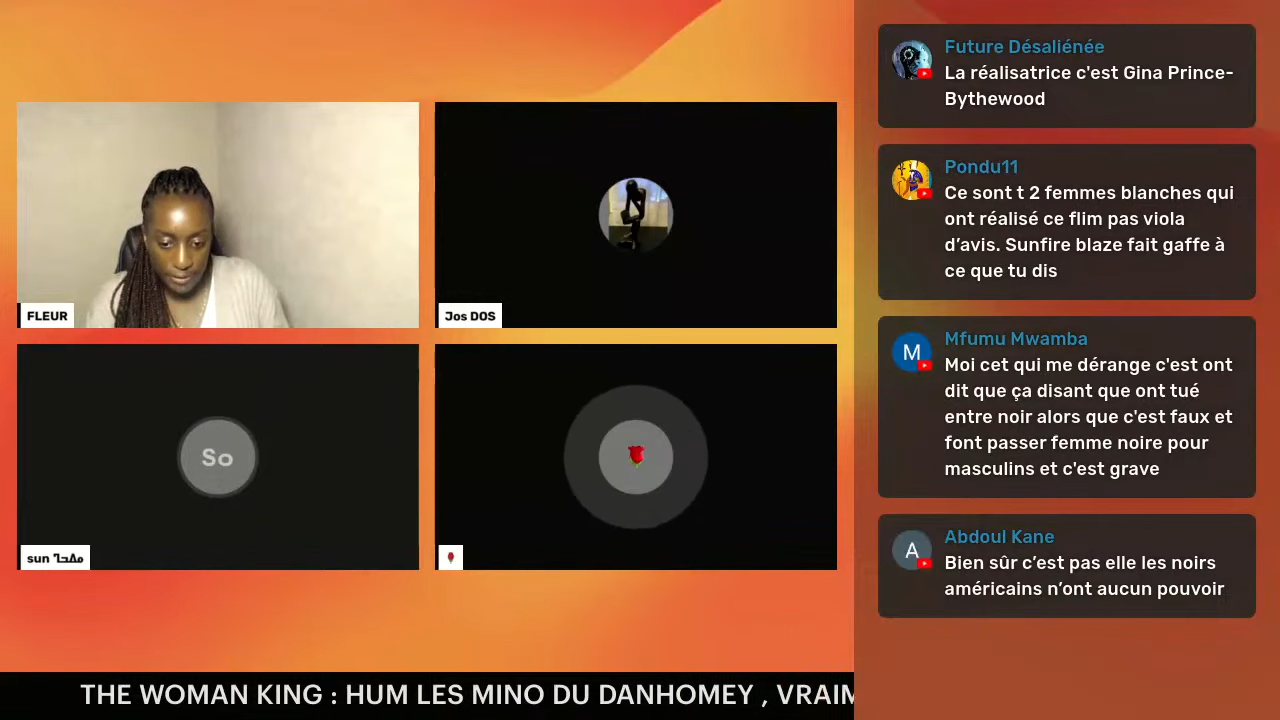 Future Désaliénée
La réalisatrice c'est Gina Prince-
Bythewood
Pondu11
Ce sont t 2 femmes blanches qui
ont réalisé ce flim pas viola
d’avis. Sunfire blaze fait gaffe à
ce que tu dis
M
Mfumu Mwamba
Moi cet qui me dérange c'est ont
dit que ça disant que ont tué
entre noir alors que c'est faux et
font passer femme noire pour
masculins et c'est grave
A
Abdoul Kane
Bien sûr c’est pas elle les noirs
américains n’ont aucun pouvoir
FLEUR
Jos DOS
So
sun
THE WOMAN KING : HUM LES MINO DU DANHOMEY , VRAIM